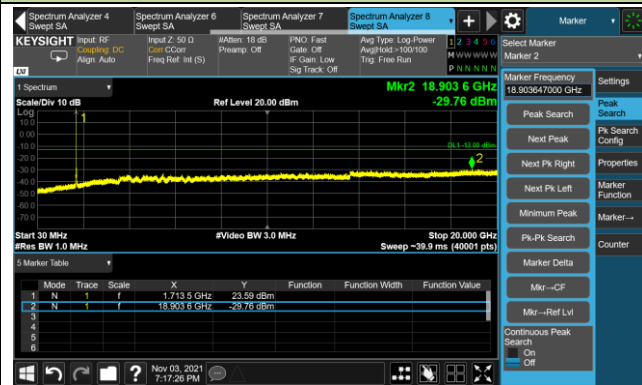 Spectrum Analyzer 4
Swept SA
Spectrum Analyzer 6
Swept SA
Spectrum Analyzer 7
Swept SA
Spectrum Analyzer 8
Swept SA
Marker
KEYSIGHT
Input: RF
Coupling: DC
Align: Auto
Input Z: 50 Ω
Corr CCorr
Freq Ref: Int (S)
#Atten: 18 dB
Preamp: Off
PNO: Fast
Gate: Off
IF Gain: Low
Sig Track: Off
Avg Type: Log-Power
Avg|Hold:>100/100
Trig: Free Run
1 2 3 4 5 6
M W W W W W
P N N N N N
LXI
Select Marker
Marker 2
1 Spectrum
Mkr2 18.903 6 GHz
-29.76 dBm
Scale/Div 10 dB
Ref Level 20.00 dBm
Log
10.0
0.00
-10.0
-20.0
-30.0
-40.0
-50.0
-60.0
-70.0
1
DL1 -13.00 dBm
2
Start 30 MHz
#Video BW 3.0 MHz
Stop 20.000 GHz
#Res BW 1.0 MHz
Sweep ~39.9 ms (40001 pts)
5 Marker Table
Mode Trace Scale X Y Function Function Width Function Value
1 N 1 f 1.713 5 GHz 23.59 dBm
2 N 1 f 18.903 6 GHz -29.76 dBm
3
4
5
6
Marker Frequency
18.903647000 GHz
Peak Search
Next Peak
Next Pk Right
Next Pk Left
Minimum Peak
Pk-Pk Search
Marker Delta
Mkr→CF
Mkr→Ref Lvl
Continuous Peak
Search
On
Off
Settings
Peak
Search
Pk Search
Config
Properties
Marker
Function
Marker→
Counter
Nov 03, 2021
7:17:26 PM